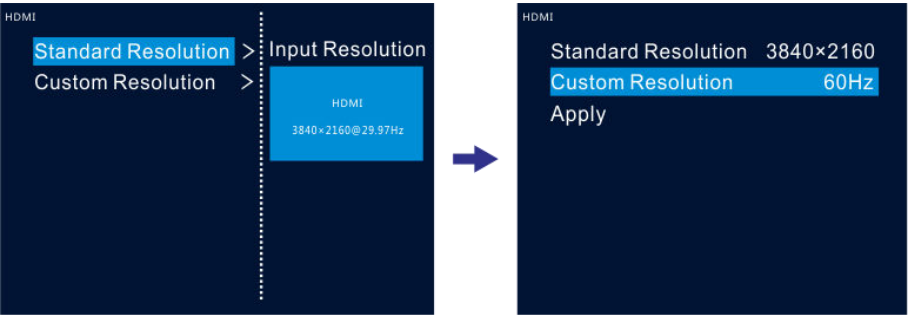 HDMI
Standard Resolution >
Custom Resolution >
Input Resolution
HDMI
3840×2160@29.97Hz
HDMI
Standard Resolution 3840×2160
Custom Resolution 60Hz
Apply